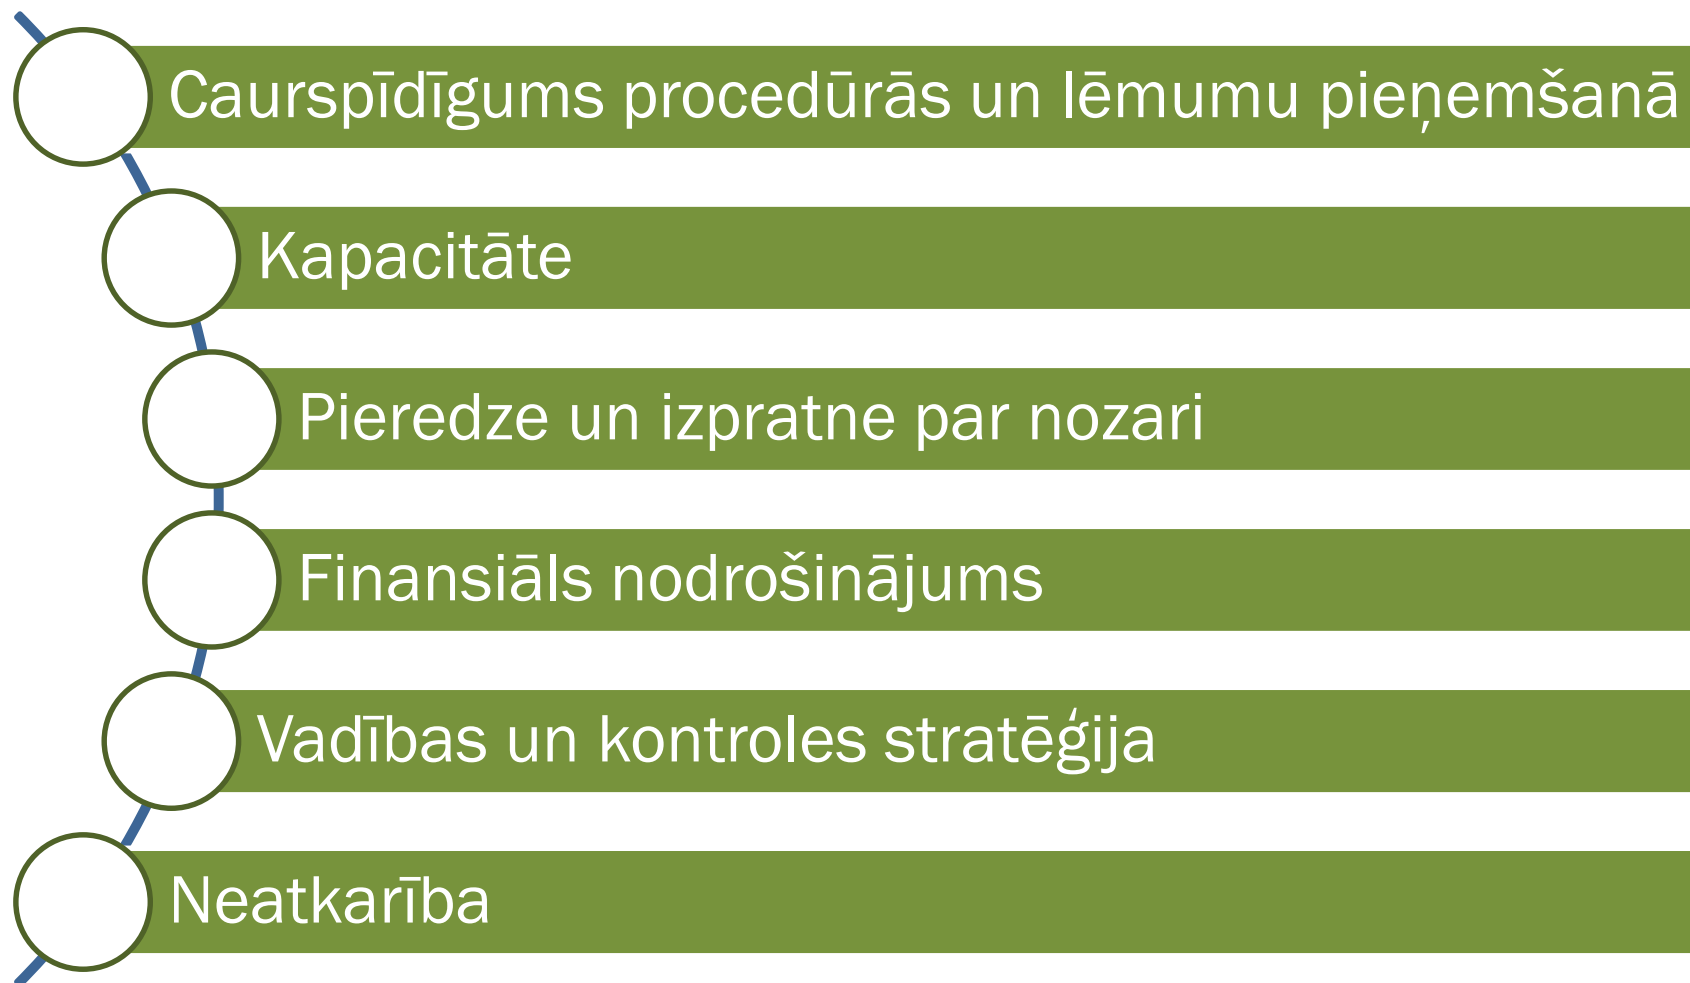 Caurspīdīgums procedūrās un lēmumu pieņemšanā
Kapacitāte
Pieredze un izpratne par nozari
Finansiāls nodrošinājums
Vadības un kontroles stratēģija
Neatkarība